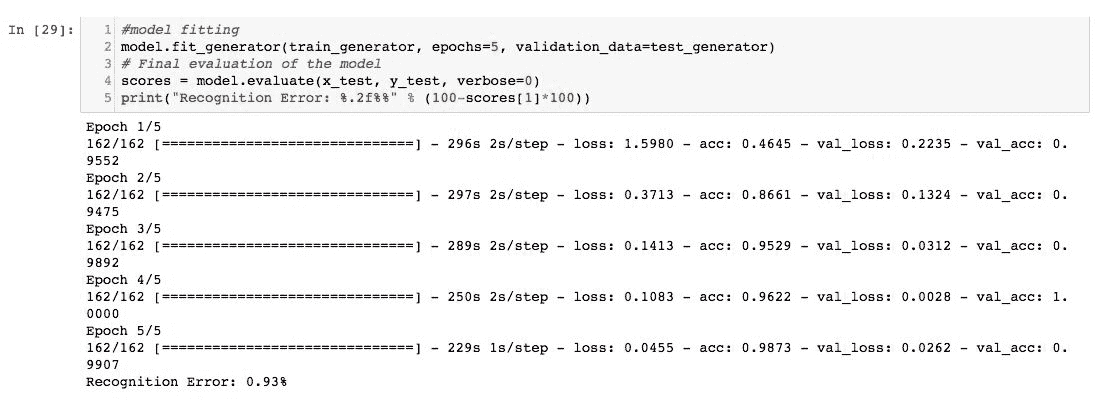 In [29]:
1 #model fitting
2 model.fit_generator(train_generator, epochs=5, validation_data=test_generator)
3 # Final evaluation of the model
4 scores = model.evaluate(x_test, y_test, verbose=0)
5 print("Recognition Error: %.2f%%" % (100-scores[1]*100))
Epoch 1/5
162/162 [==============================] - 296s 2s/step - loss: 1.5980 - acc: 0.4645 - val_loss: 0.2235 - val_acc: 0.
9552
Epoch 2/5
162/162 [==============================] - 297s 2s/step - loss: 0.3713 - acc: 0.8661 - val_loss: 0.1324 - val_acc: 0.
9475
Epoch 3/5
162/162 [==============================] - 289s 2s/step - loss: 0.1413 - acc: 0.9529 - val_loss: 0.0312 - val_acc: 0.
9892
Epoch 4/5
162/162 [==============================] - 250s 2s/step - loss: 0.1083 - acc: 0.9622 - val_loss: 0.0028 - val_acc: 1.
0000
Epoch 5/5
162/162 [==============================] - 229s 1s/step - loss: 0.0455 - acc: 0.9873 - val_loss: 0.0262 - val_acc: 0.
9907
Recognition Error: 0.93%